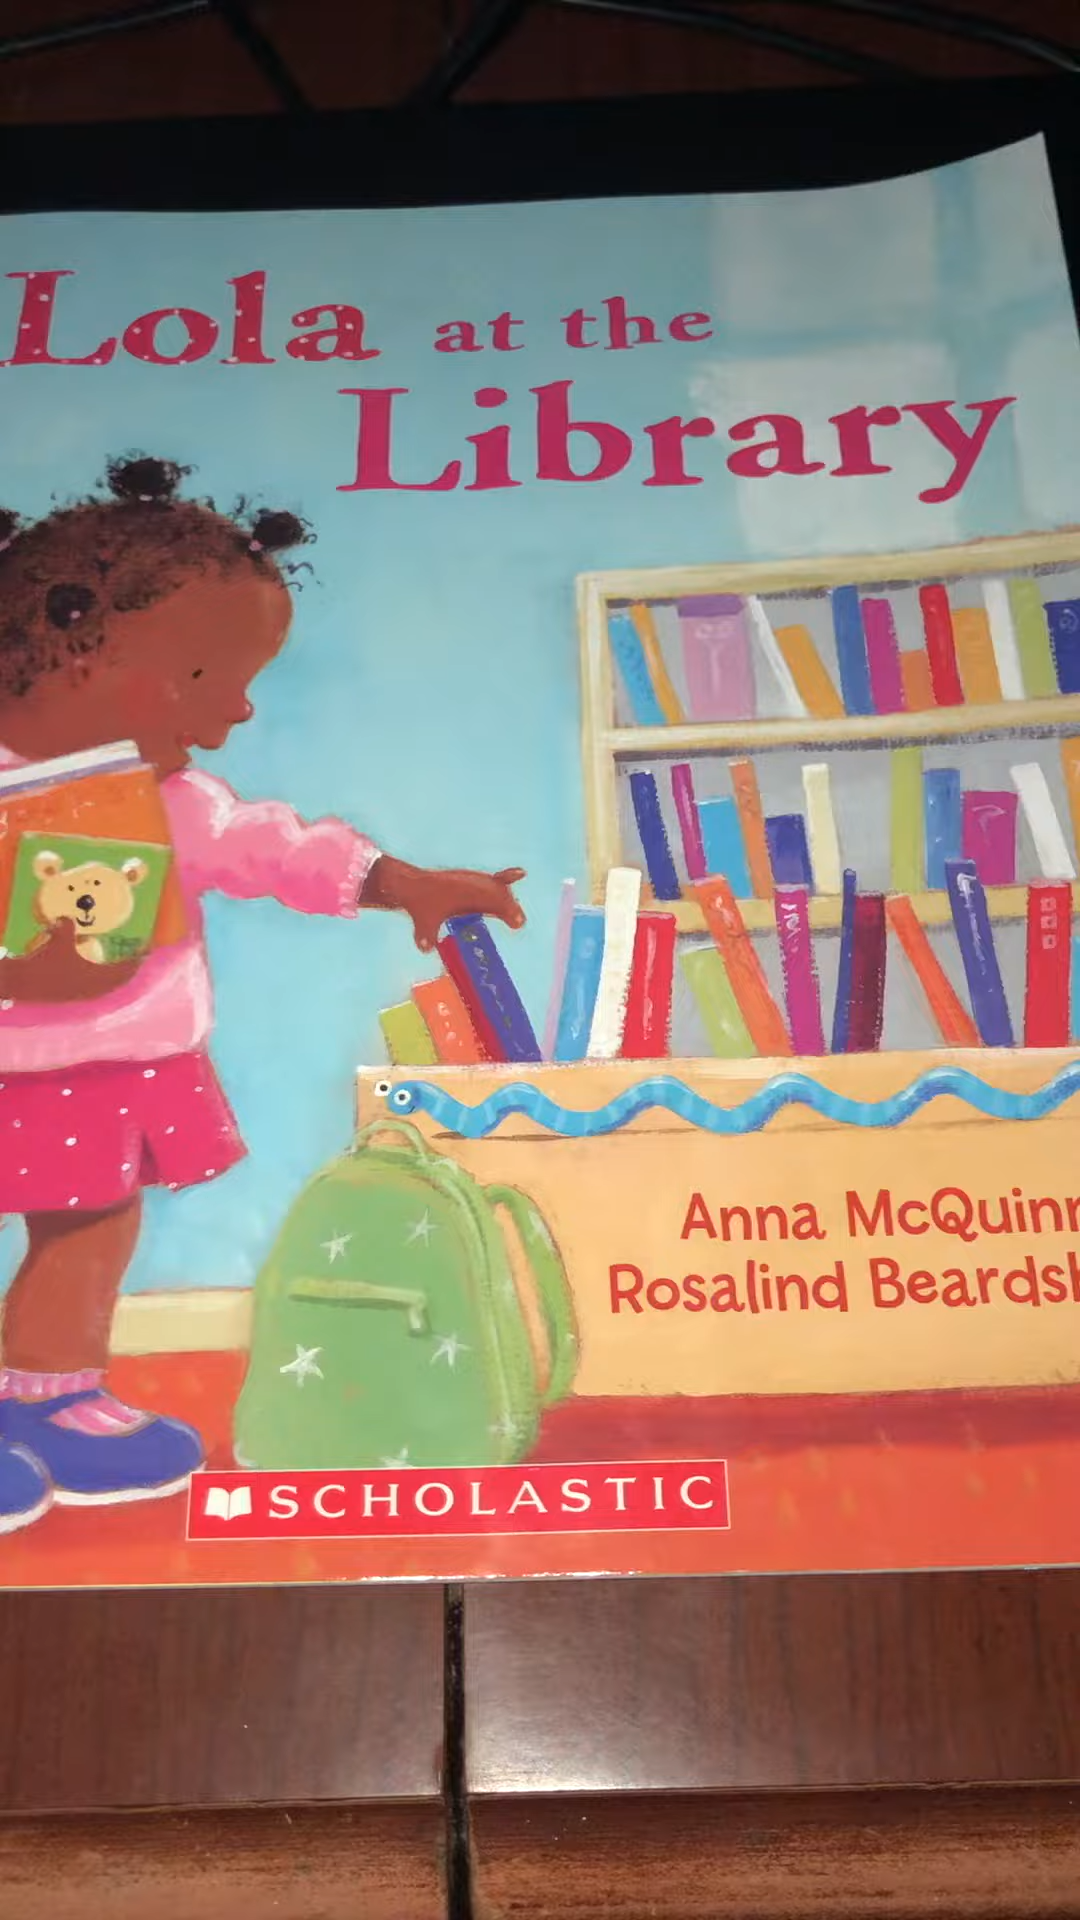 Lola at the
Library
Anna McQuinn
Rosalind Beardsh
SCHOLASTIC